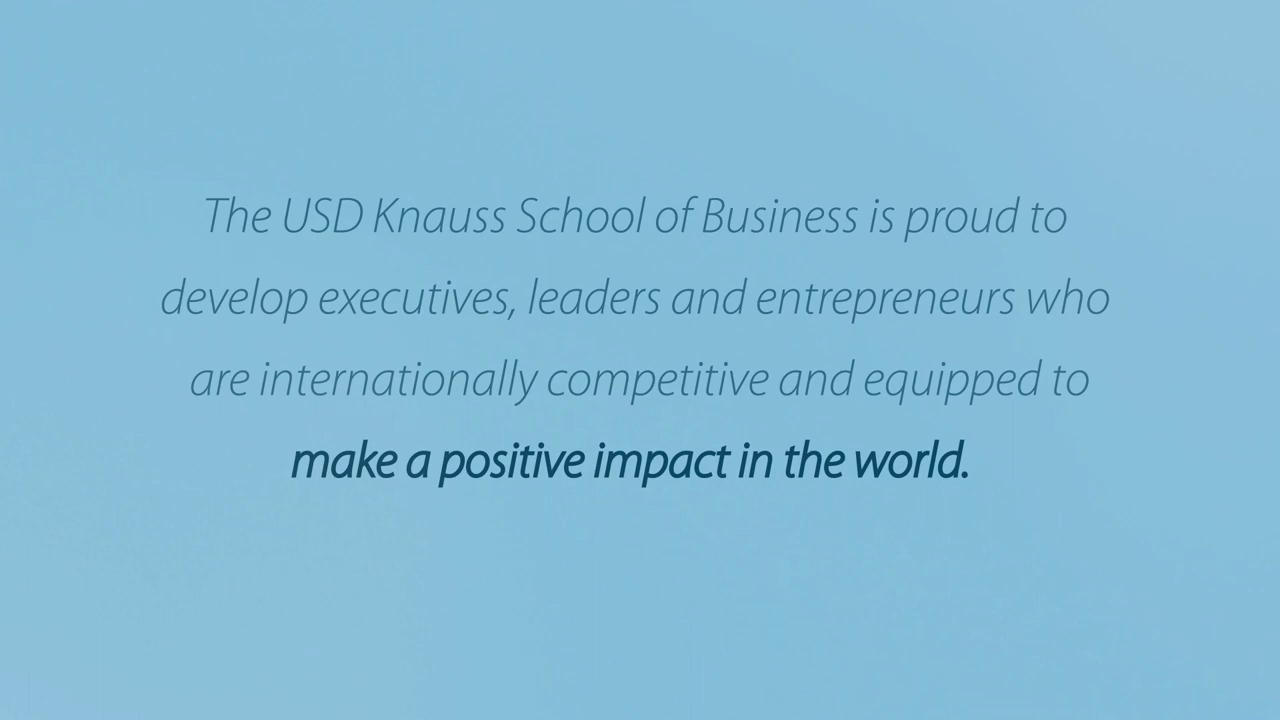 The USD Knauss School of Business is proud to
develop executives, leaders and entrepreneurs who
are internationally competitive and equipped to
make a positive impact in the world.